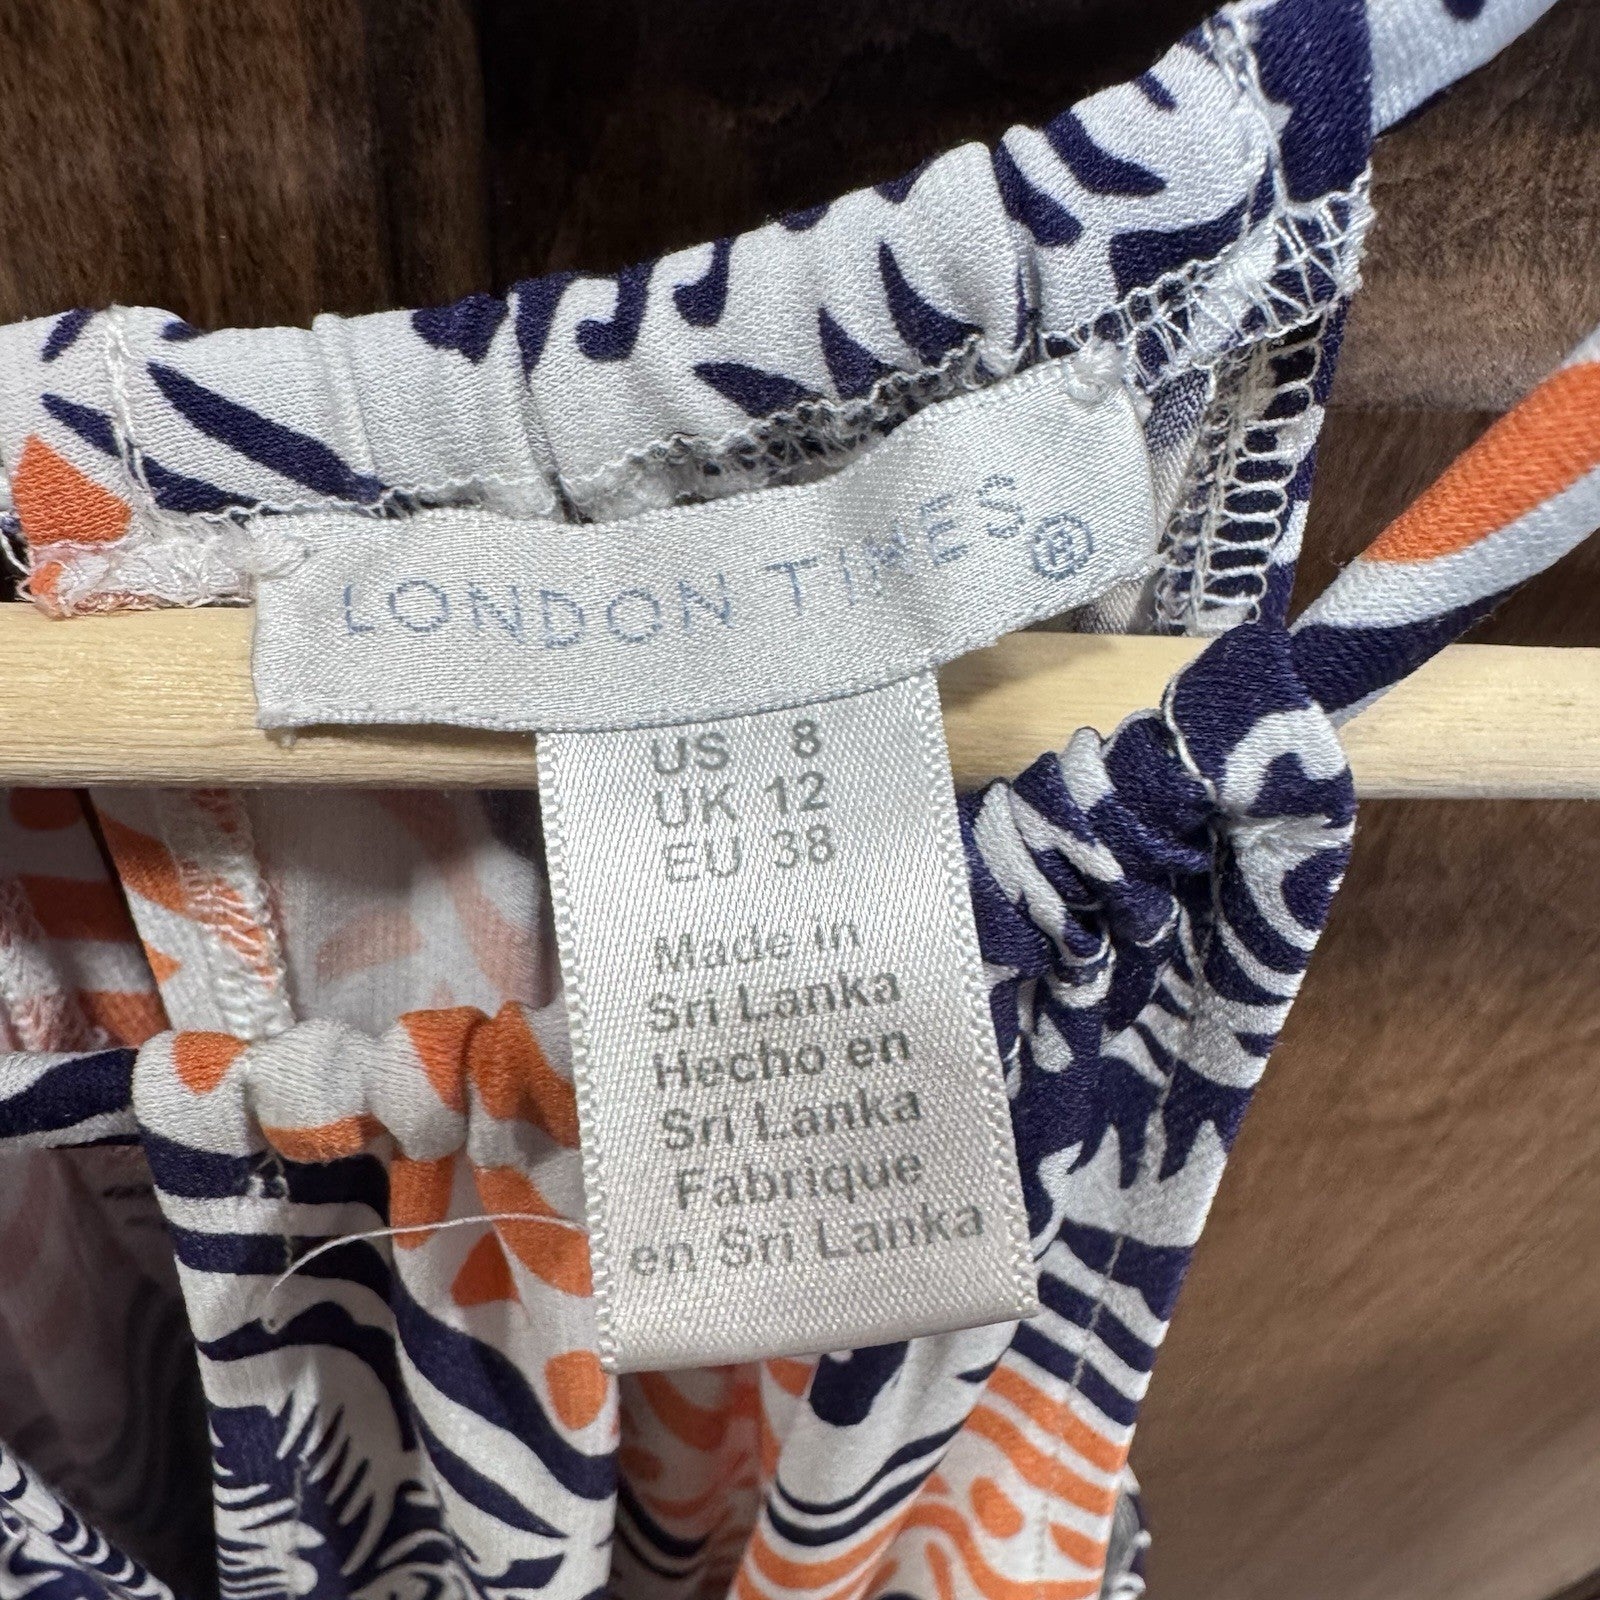 LONDON TIMES®
US 8
UK 12
EU 38
Made in
Sri Lanka
Hecho en
Sri Lanka
Fabrique
en Sri Lanka